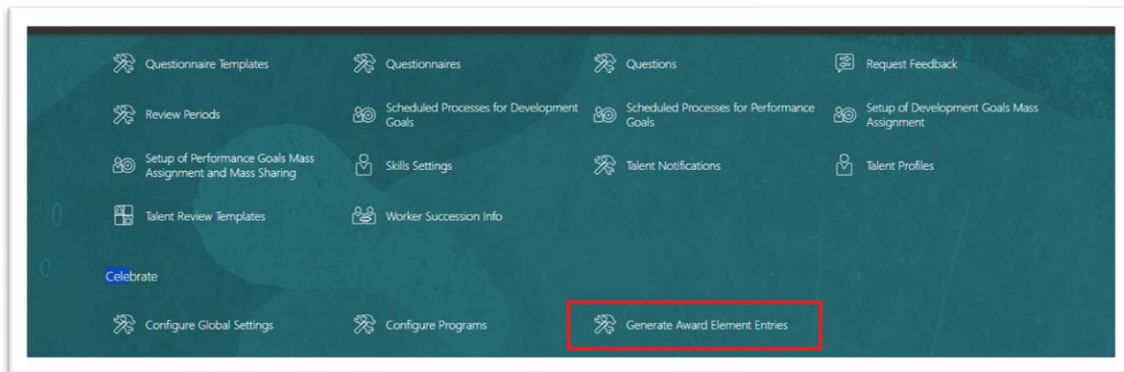 Questionnaire Templates
Questionnaires
Questions
Request Feedback
Review Periods
Scheduled Processes for Development
Goals
Scheduled Processes for Performance
Goals
Setup of Development Goals Mass
Assignment
Setup of Performance Goals Mass
Assignment and Mass Sharing
Skills Settings
Talent Notifications
Talent Profiles
Talent Review Templates
Worker Succession Info
Celebrate
Configure Global Settings
Configure Programs
Generate Award Element Entries